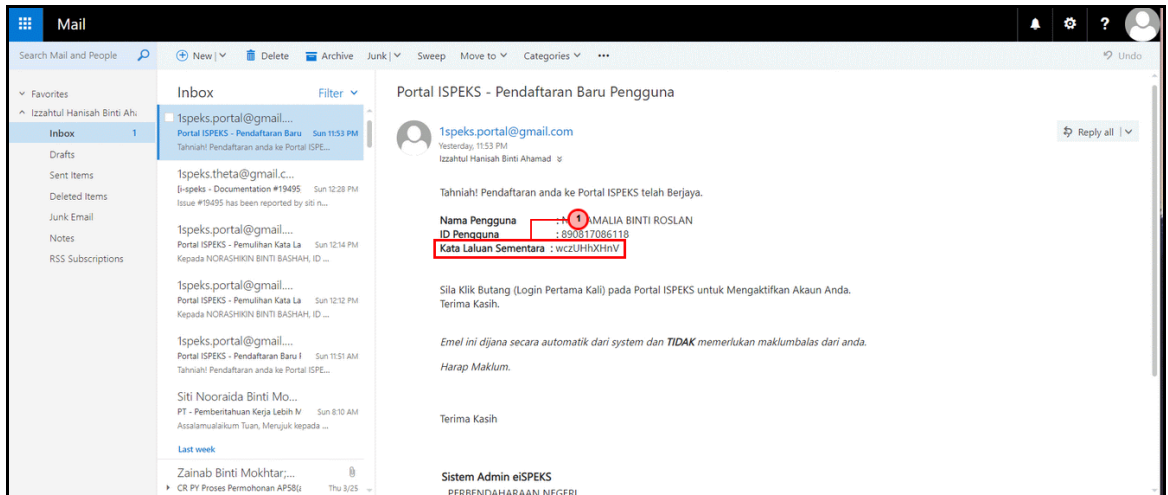 Mail
?
Search Mail and People
New
Delete
Archive
Junk
Sweep
Move to
Categories
...
Undo
Favorites
Izzahtul Hanisah Binti Aha
Inbox 1
Drafts
Sent Items
Deleted Items
Junk Email
Notes
RSS Subscriptions
Inbox
Filter
1speks.portal@gmail....
Portal ISPEKS - Pendaftaran Baru Sun 11:53 PM
Tahniah! Pendaftaran anda ke Portal ISPE...
1speks.theta@gmail.c...
[i-speks - Documentation #19495 Sun 12:28 PM
Issue #19495 has been reported by siti n...
1speks.portal@gmail....
Portal ISPEKS - Pemulihan Kata La Sun 12:14 PM
Kepada NORASHIKIN BINTI BASHAH, ID ...
1speks.portal@gmail....
Portal ISPEKS - Pemulihan Kata La Sun 12:12 PM
Kepada NORASHIKIN BINTI BASHAH, ID ...
1speks.portal@gmail....
Portal ISPEKS - Pendaftaran Baru Sun 11:51 AM
Tahniah! Pendaftaran anda ke Portal ISPE...
Siti Nooraida Binti Mo...
PT - Pemberitahuan Kerja Lebih M Sun 8:10 AM
Assalamualaikum Tuan, Merujuk kepada ...
Last week
Zainab Binti Mokhtar;...
CR PY Proses Permohonan AP58(a Thu 3/25
Portal ISPEKS - Pendaftaran Baru Pengguna
1speks.portal@gmail.com
Yesterday, 11:53 PM
Izzahtul Hanisah Binti Ahamad
Reply all
Tahniah! Pendaftaran anda ke Portal ISPEKS telah Berjaya.
Nama Pengguna : 1 AMALIA BINTI ROSLAN
ID Pengguna : 890817086118
Kata Laluan Sementara : wczUHhXHnV
Sila Klik Butang (Login Pertama Kali) pada Portal ISPEKS untuk Mengaktifkan Akaun Anda.
Terima Kasih.
Emel ini dijana secara automatik dari system dan TIDAK memerlukan maklumbalas dari anda.
Harap Maklum.
Terima Kasih
Sistem Admin eiSPEKS
PERBENDAHARAAN NEGERI